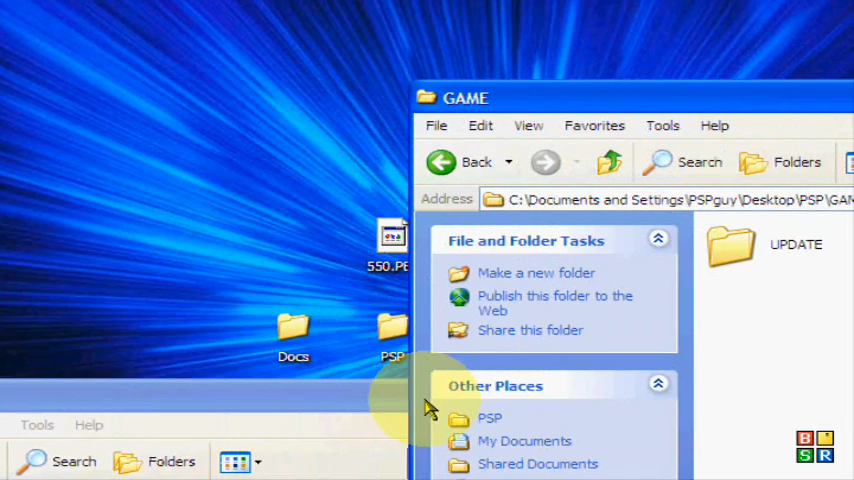 GAME
File Edit View Favorites Tools Help
Back Search Folders
Address C:\Documents and Settings\PSPguy\Desktop\PSP\GAM
File and Folder Tasks
UPDATE
Make a new folder
Publish this folder to the
Web
Share this folder
550.PB
Docs
PSP
Other Places
PSP
My Documents
Shared Documents
Tools Help
Search Folders
B S R